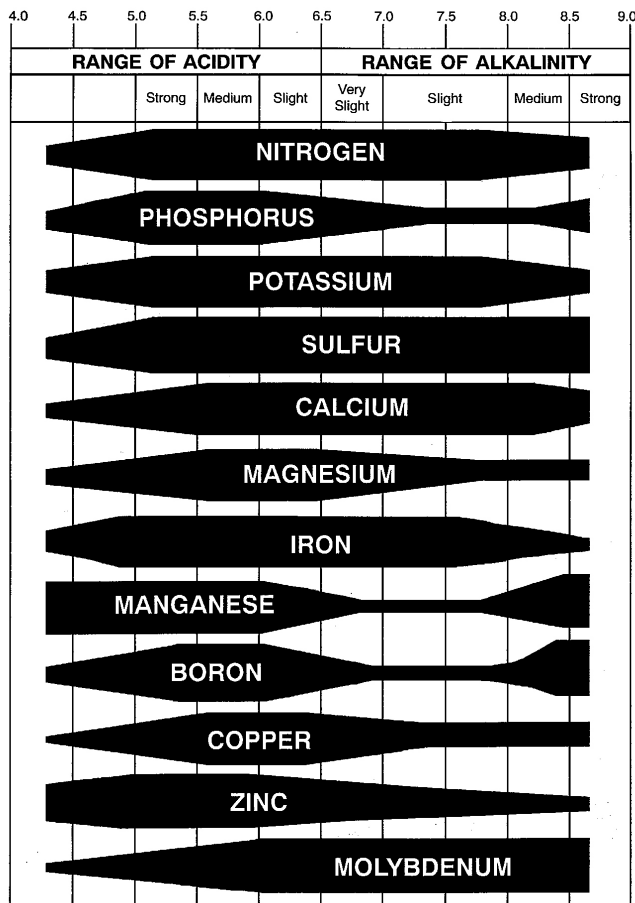 4.0 4.5 5.0 5.5 6.0 6.5 7.0 7.5 8.0 8.5 9.0
RANGE OF ACIDITY RANGE OF ALKALINITY
Strong Medium Slight Very Slight Slight Medium Strong
NITROGEN
PHOSPHORUS
POTASSIUM
SULFUR
CALCIUM
MAGNESIUM
IRON
MANGANESE
BORON
COPPER
ZINC
MOLYBDENUM